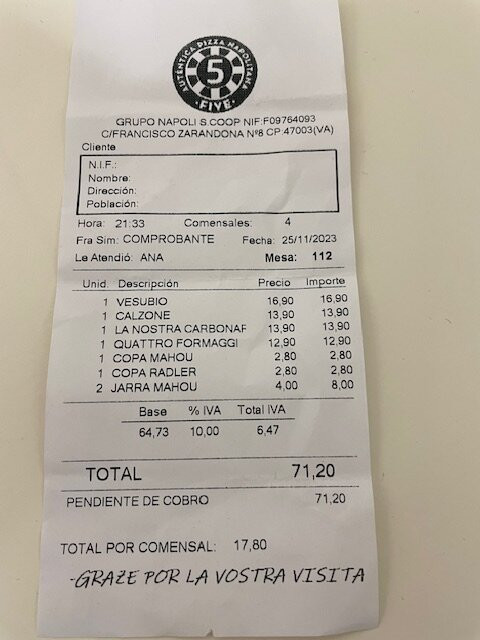 AUTÉNTICA PIZZA NAPOLITANA
5
·FIVE·
GRUPO NAPOLI S.COOP NIF:F09764093
C/FRANCISCO ZARANDONA Nº8 CP 47003(VA)
Cliente
N.I.F.:
Nombre:
Dirección:
Población:
Hora: 21:33 Comensales: 4
Fra Sim: COMPROBANTE Fecha: 25/11/2023
Le Atendió: ANA Mesa: 112
Unid. Descripción Precio Importe
1 VESUBIO 16,90 16,90
1 CALZONE 13,90 13,90
1 LA NOSTRA CARBONAF 13,90 13,90
1 QUATTRO FORMAGGI 12,90 12,90
1 COPA MAHOU 2,80 2,80
1 COPA RADLER 2,80 2,80
2 JARRA MAHOU 4,00 8,00
Base % IVA Total IVA
64,73 10,00 6,47
TOTAL 71,20
PENDIENTE DE COBRO 71,20
TOTAL POR COMENSAL: 17,80
-GRAZE POR LA VOSTRA VISITA